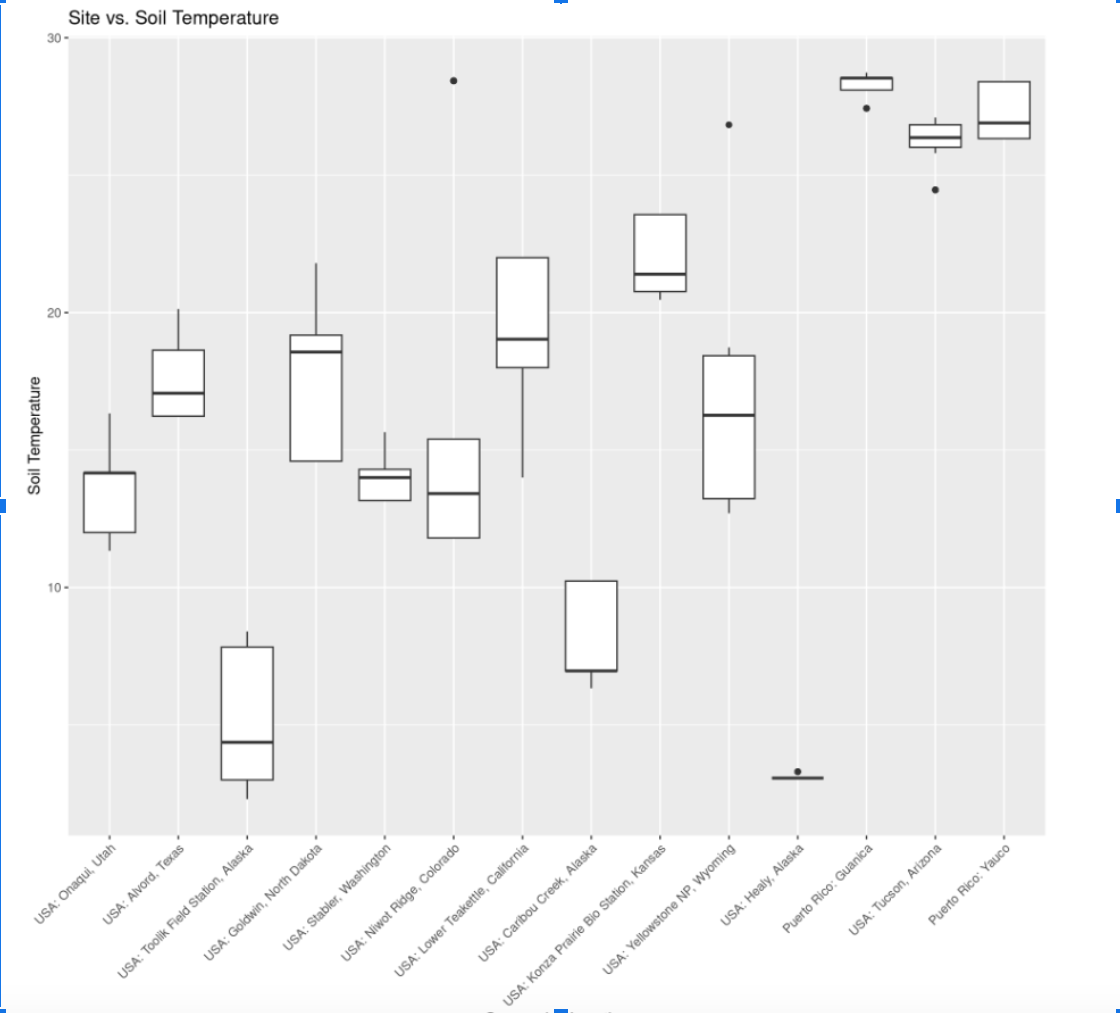 Site vs. Soil Temperature
30
20
10
Soil Temperature
USA: Onaqui, Utah
USA: Alvord, Texas
USA: Toolik Field Station, Alaska
USA: Goldwin, North Dakota
USA: Stabler, Washington
USA: Niwot Ridge, Colorado
USA: Lower Teakettle, California
USA: Caribou Creek, Alaska
USA: Konza Prairie Bio Station, Kansas
USA: Yellowstone NP, Wyoming
USA: Healy, Alaska
Puerto Rico: Guanica
USA: Tucson, Arizona
Puerto Rico: Yauco